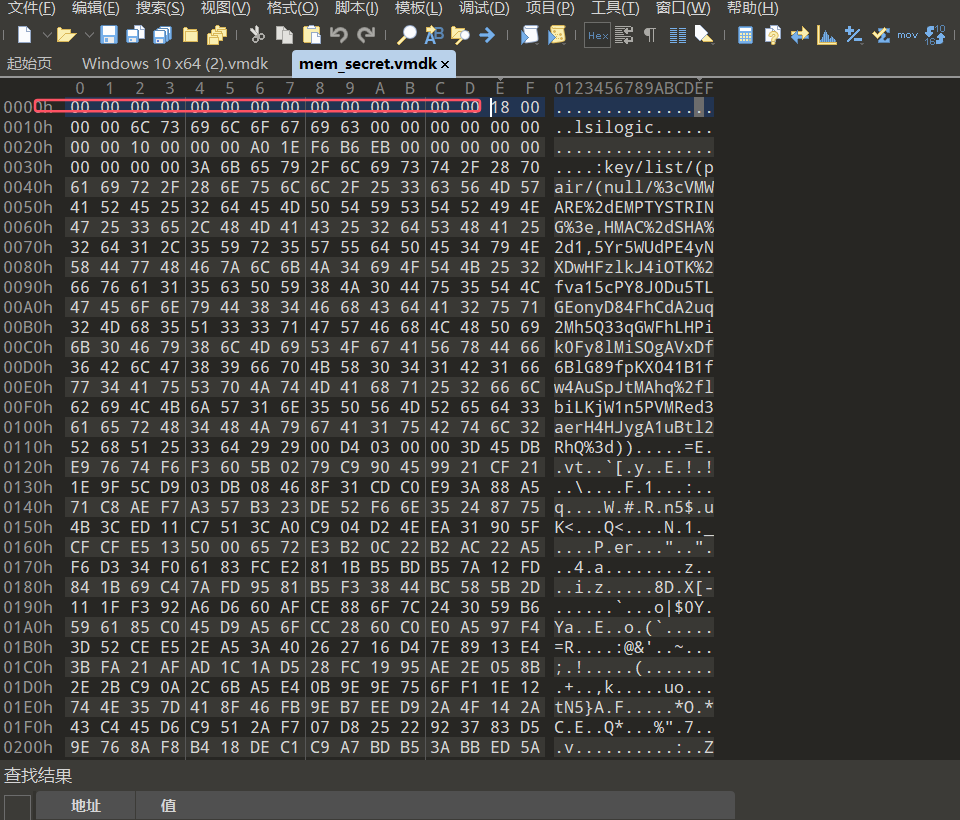 文件(F) 编辑(E) 搜索(S) 视图(V) 格式(O) 脚本(I) 模板(L) 调试(D) 项目(P) 工具(T) 窗口(W) 帮助(H)
Hex mov
起始页 Windows 10 x64 (2).vmdk mem_secret.vmdk ×
0 1 2 3 4 5 6 7 8 9 A B C D E F 0123456789ABCDEF
0000h 00 00 00 00 00 00 00 00 00 00 00 00 00 00 18 00 ................
0010h 00 00 6C 73 69 6C 6F 67 69 63 00 00 00 00 00 00 ..lsilogic......
0020h 00 00 10 00 00 00 A0 1E F6 B6 EB 00 00 00 00 00 ................
0030h 00 00 00 00 3A 6B 65 79 2F 6C 69 73 74 2F 28 70 ....:key/list/(p
0040h 61 69 72 2F 28 6E 75 6C 6C 2F 25 33 63 56 4D 57 air/(null/%3cVMW
0050h 41 52 45 25 32 64 45 4D 50 54 59 53 54 52 49 4E ARE%2dEMPTYSTRIN
0060h 47 25 33 65 2C 48 4D 41 43 25 32 64 53 48 41 25 G%3e,HMAC%2dSHA%
0070h 32 64 31 2C 35 59 72 35 57 55 64 50 45 34 79 4E 2d1,5Yr5WUdPE4yN
0080h 58 44 77 48 46 7A 6C 6B 4A 34 69 4F 54 4B 25 32 XDwHFzlkJ4iOTK%2
0090h 66 76 61 31 35 63 50 59 38 4A 30 44 75 35 54 4C fva15cPY8J0Du5TL
00A0h 47 45 6F 6E 79 44 38 34 46 68 43 64 41 32 75 71 GEonyD84FhCdA2uq
00B0h 32 4D 68 35 51 33 33 71 47 57 46 68 4C 48 50 69 2Mh5Q33qGWFhLHPi
00C0h 6B 30 46 79 38 6C 4D 69 53 4F 67 41 56 78 44 66 k0Fy8lMiSOgAVxDf
00D0h 36 42 6C 47 38 39 66 70 4B 58 30 34 31 42 31 66 6BlG89fpKX041B1f
00E0h 77 34 41 75 53 70 4A 74 4D 41 68 71 25 32 66 6C w4AuSpJtMAhq%2fl
00F0h 62 69 4C 4B 6A 57 31 6E 35 50 56 4D 52 65 64 33 biLKjW1n5PVMRed3
0100h 61 65 72 48 34 48 4A 79 67 41 31 75 42 74 6C 32 aerH4HJygA1uBtl2
0110h 52 68 51 25 33 64 29 29 00 D4 03 00 00 3D 45 DB RhQ%3d)).....=E.
0120h E9 76 74 F6 F3 60 5B 02 79 C9 90 45 99 21 CF 21 .vt..`[.y..E.!.!
0130h 1E 9F 5C D9 03 DB 08 46 8F 31 CD C0 E9 3A 88 A5 ..\....F.1...:..
0140h 71 C8 AE F7 A3 57 B3 23 DE 52 F6 6E 35 24 87 75 q....W.#.R.n5$.u
0150h 4B 3C ED 11 C7 51 3C A0 C9 04 D2 4E EA 31 90 5F K<...Q<....N.1._
0160h CF CF E5 13 50 00 65 72 E3 B2 0C 22 B2 AC 22 A5 ....P.er..."..".
0170h F6 D3 34 F0 61 83 FC E2 81 1B B5 BD B5 7A 12 FD ..4.a........z..
0180h 84 1B 69 C4 7A FD 95 81 B5 F3 38 44 BC 58 5B 2D ..i.z.....8D.X[-
0190h 11 1F F3 92 A6 D6 60 AF CE 88 6F 7C 24 30 59 B6 ......`...o|$0Y.
01A0h 59 61 85 C0 45 D9 A5 6F CC 28 60 C0 E0 A5 97 F4 Ya..E..o.(`.....
01B0h 3D 52 CE E5 2E A5 3A 40 26 27 16 D4 7E 89 13 E4 =R....:@&'..~...
01C0h 3B FA 21 AF AD 1C 1A D5 28 FC 19 95 AE 2E 05 8B ;.!.....(.......
01D0h 2E 2B C9 0A 2C 6B A5 E4 0B 9E 9E 75 6F F1 1E 12 .+..,k.....uo...
01E0h 74 4E 35 7D 41 8F 46 FB 9E B7 EE D9 2A 4F 14 2A tN5}A.F.....*O.*
01F0h 43 C4 45 D6 C9 51 2A F7 07 D8 25 22 92 37 83 D5 C.E..Q*...%".7..
0200h 9E 76 8A F8 B4 18 DE C1 C9 A7 BD B5 3A BB ED 5A .v..........:..Z
查找结果
地址 值